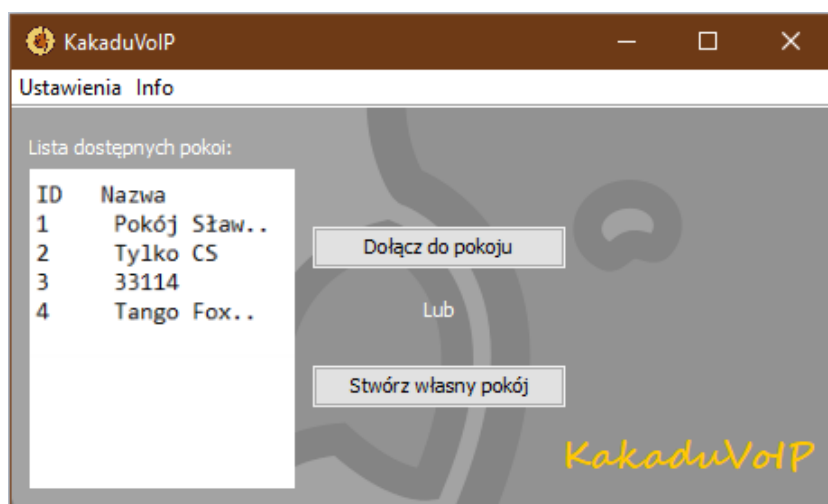 KakaduVoIP
Ustawienia Info
Lista dostępnych pokoi:
ID Nazwa
1 Pokój Sław..
2 Tylko CS
3 33114
4 Tango Fox..
Dołącz do pokoju
Lub
Stwórz własny pokój
KakaduVoIP